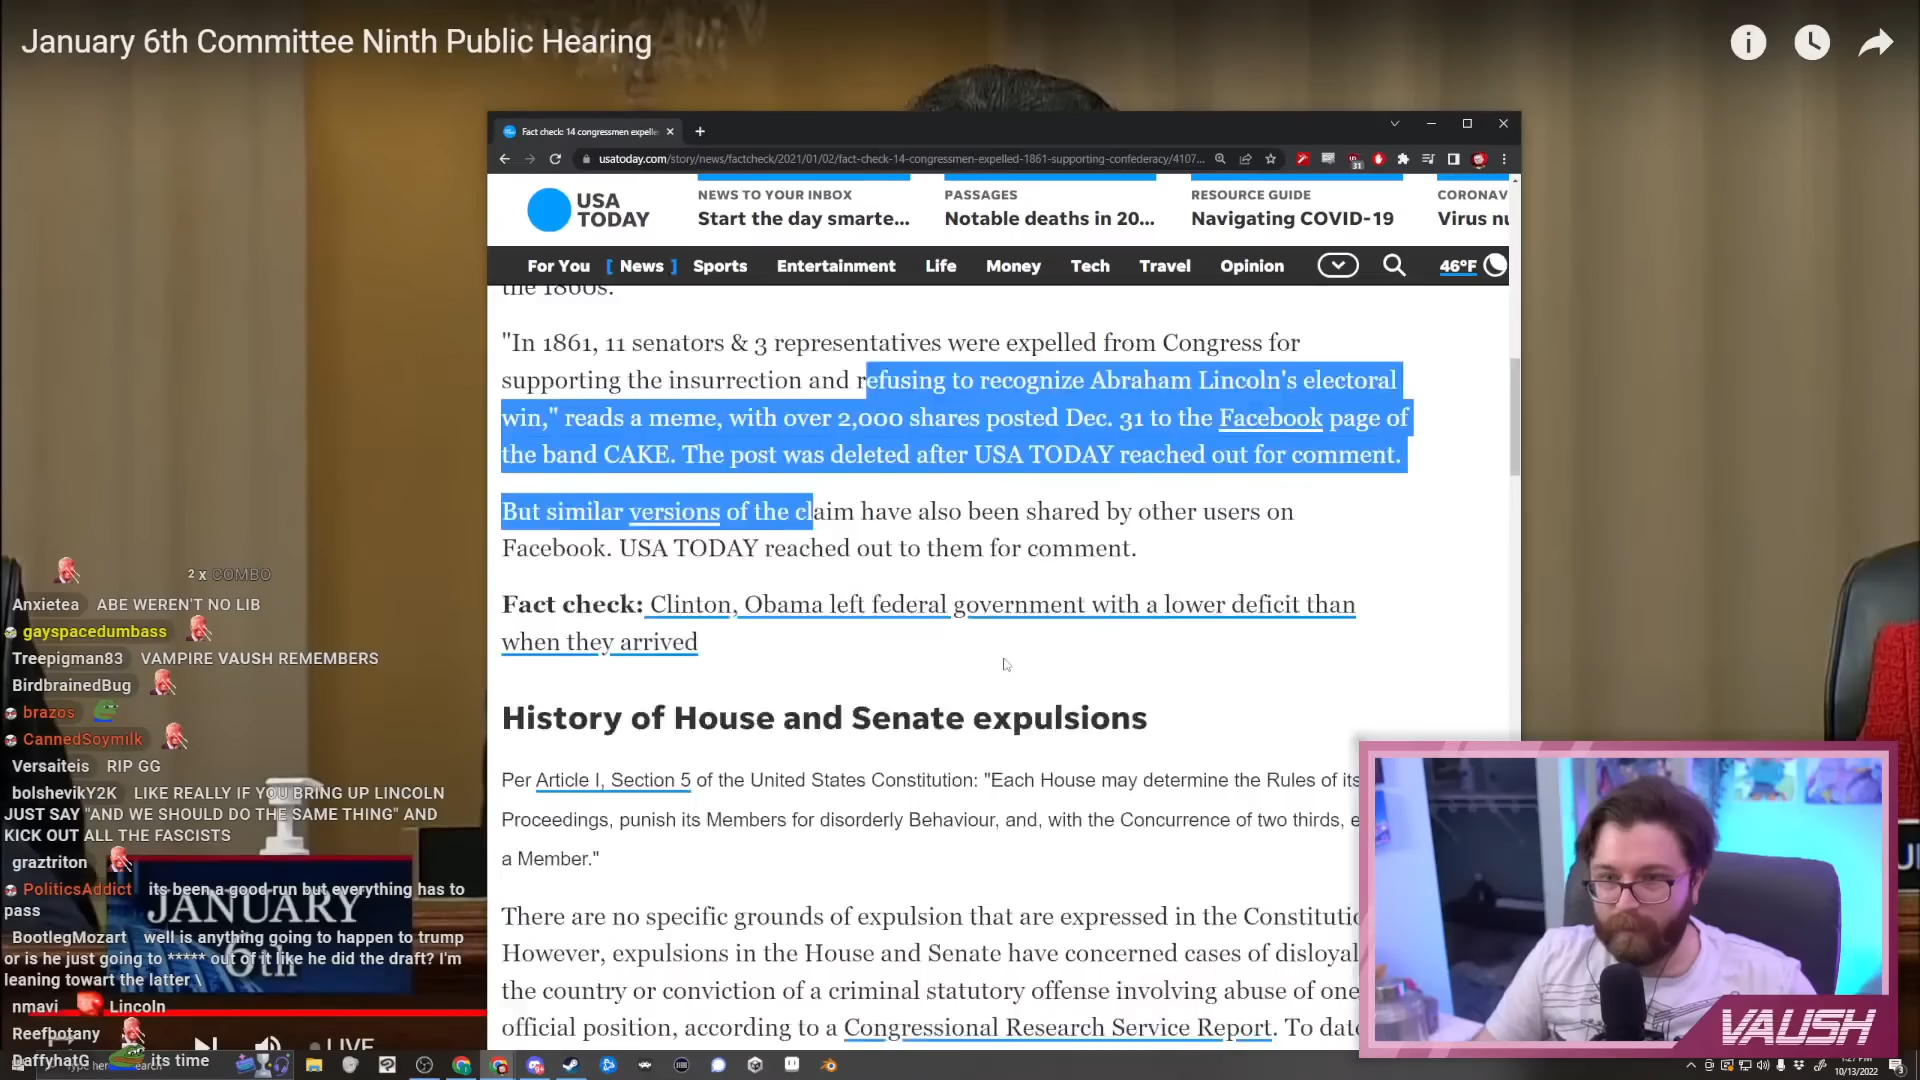 January 6th Committee Ninth Public Hearing
Fact check: 14 congressmen expelle
usatoday.com/story/news/factcheck/2021/01/02/fact-check-14-congressmen-expelled-1861-supporting-confederacy/4107...
31
USA
TODAY
NEWS TO YOUR INBOX
Start the day smarte...
PASSAGES
Notable deaths in 20...
RESOURCE GUIDE
Navigating COVID-19
CORONAV
Virus nu
For You [ News ] Sports Entertainment Life Money Tech Travel Opinion 46°F
the 1860s.
"In 1861, 11 senators & 3 representatives were expelled from Congress for
supporting the insurrection and refusing to recognize Abraham Lincoln's electoral
win," reads a meme, with over 2,000 shares posted Dec. 31 to the Facebook page of
the band CAKE. The post was deleted after USA TODAY reached out for comment.
But similar versions of the claim have also been shared by other users on
Facebook. USA TODAY reached out to them for comment.
Fact check: Clinton, Obama left federal government with a lower deficit than
when they arrived
History of House and Senate expulsions
Per Article I, Section 5 of the United States Constitution: "Each House may determine the Rules of its
Proceedings, punish its Members for disorderly Behaviour, and, with the Concurrence of two thirds, e
a Member."
There are no specific grounds of expulsion that are expressed in the Constitutio
However, expulsions in the House and Senate have concerned cases of disloyal
the country or conviction of a criminal statutory offense involving abuse of one
official position, according to a Congressional Research Service Report. To date
2 x COMBO
Anxietea ABE WEREN'T NO LIB
gayspacedumbass
Treepigman83 VAMPIRE VAUSH REMEMBERS
BirdbrainedBug
brazos
CannedSoymilk
Versaiteis RIP GG
bolshevikY2K LIKE REALLY IF YOU BRING UP LINCOLN
JUST SAY "AND WE SHOULD DO THE SAME THING" AND
KICK OUT ALL THE FASCISTS
graztriton
PoliticsAddict its been a good run but everything has to
pass
BootlegMozart well is anything going to happen to trump
or is he just going to ***** out of it like he did the draft? I'm
leaning towart the latter \
nmavi Lincoln
Reefbotany
DaffyhatG its time
JANUARY
6th
LIVE
VAUSH
10/13/2022